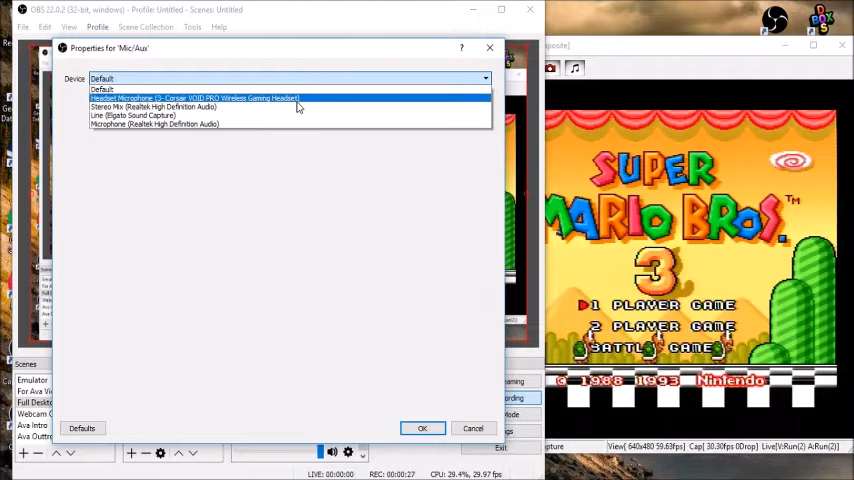 OBS 22.0.2 (32-bit, windows) - Profile: Untitled - Scenes: Untitled
File Edit View Profile Scene Collection Tools Help
Properties for 'Mic/Aux'
Device Default
Default
Headset Microphone (3- Corsair VOID PRO Wireless Gaming Headset)
Stereo Mix (Realtek High Definition Audio)
Line (Elgato Sound Capture)
Microphone (Realtek High Definition Audio)
DBOXS
SUPER
MARIO BROS.
TM
3
1 PLAYER GAME
2 PLAYER GAME
BATTLE GAME
© 1988 1993 Nintendo
Scenes
Emulator
Full Deskto
Webcam
Ava Intro
Ava Outtro
Mode
Exit
Defaults OK Cancel
LIVE: 00:00:00 REC: 00:00:27 CPU: 29.4%, 29.97 fps
View[ 640x480 59.63fps] Cap[ 30.30fps 0Drop] Live[V:Run(2) A:Run(2)]